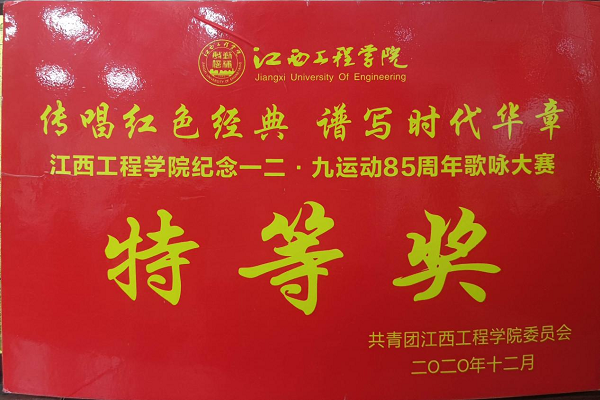 江西工程学院
Jiangxi University Of Engineering
传唱红色经典 谱写时代华章
江西工程学院纪念一二·九运动85周年歌咏大赛
特等奖
共青团江西工程学院委员会
二〇二〇年十二月